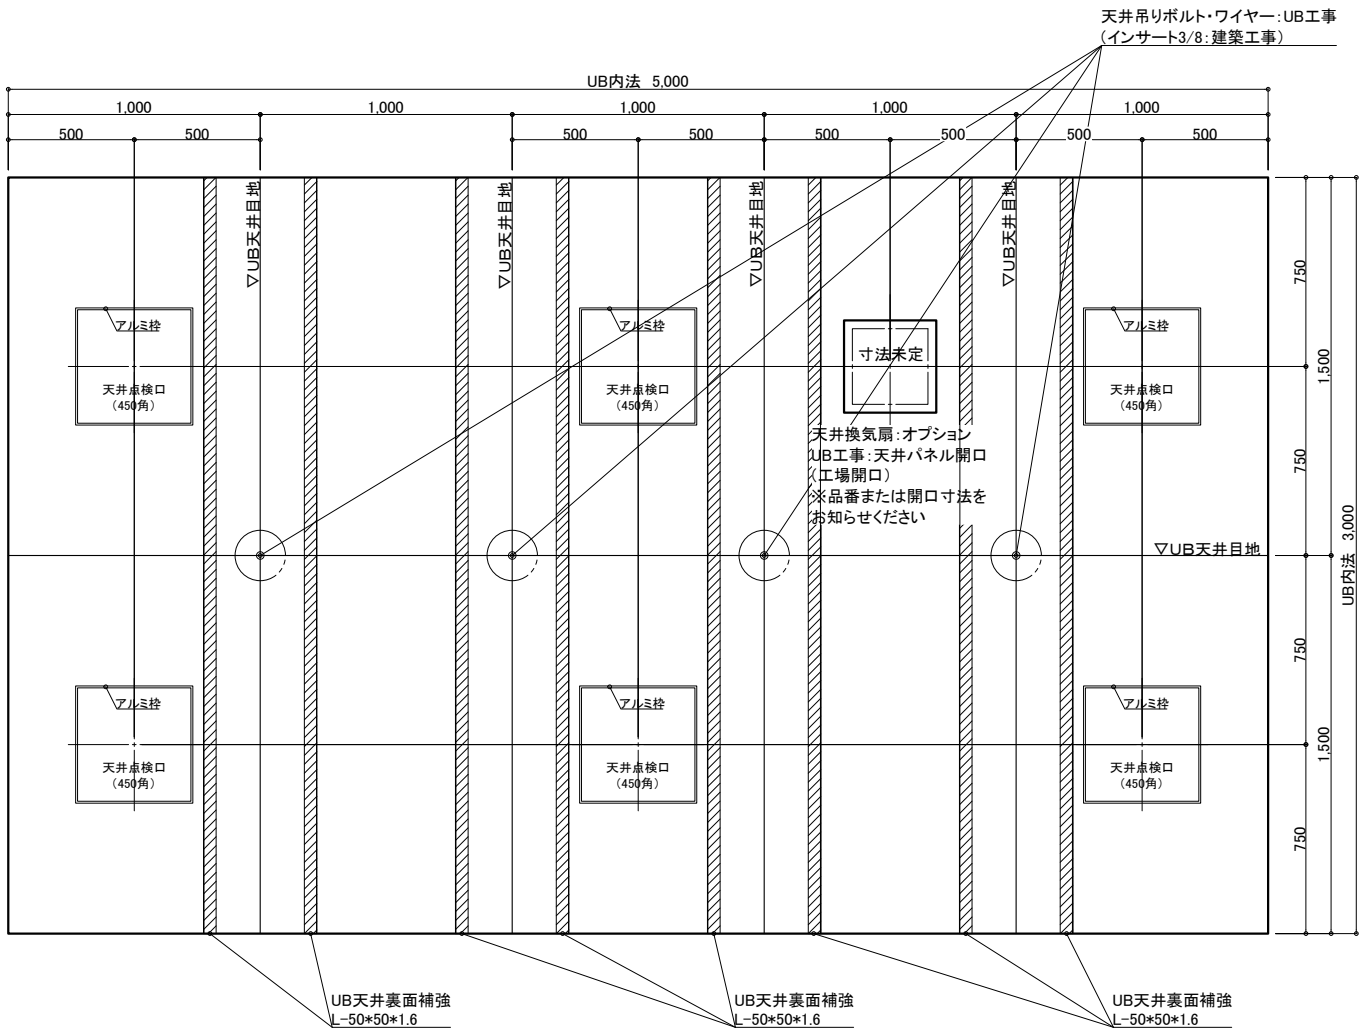 天井吊りボルト・ワイヤー:UB工事
(インサート3/8:建築工事)
UB内法 5,000
1,000
1,000
1,000
1,000
1,000
500
500
500
500
500
500
500
500
▽UB天井目地
▽UB天井目地
▽UB天井目地
▽UB天井目地
アルミ枠
天井点検口
(450角)
アルミ枠
天井点検口
(450角)
寸法未定
アルミ枠
天井点検口
(450角)
天井換気扇:オプション
UB工事:天井パネル開口
(工場開口)
※品番または開口寸法を
お知らせください
▽UB天井目地
750
750
1,500
UB内法 3,000
750
750
1,500
アルミ枠
天井点検口
(450角)
アルミ枠
天井点検口
(450角)
アルミ枠
天井点検口
(450角)
UB天井裏面補強
L-50*50*1.6
UB天井裏面補強
L-50*50*1.6
UB天井裏面補強
L-50*50*1.6